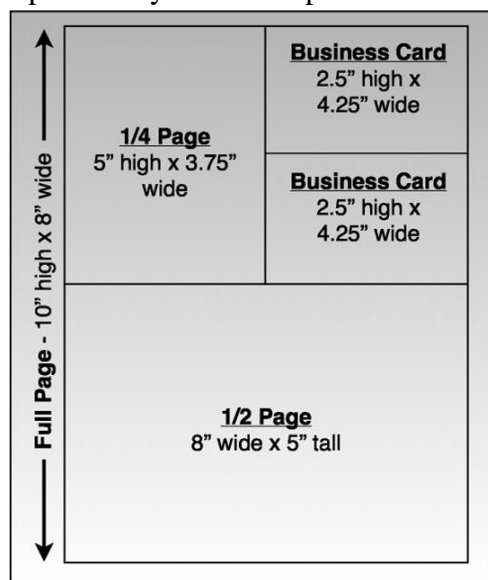 Full Page - 10” high x 8” wide
1/4 Page
5” high x 3.75”
wide
Business Card
2.5” high x
4.25” wide
Business Card
2.5” high x
4.25” wide
1/2 Page
8” wide x 5” tall